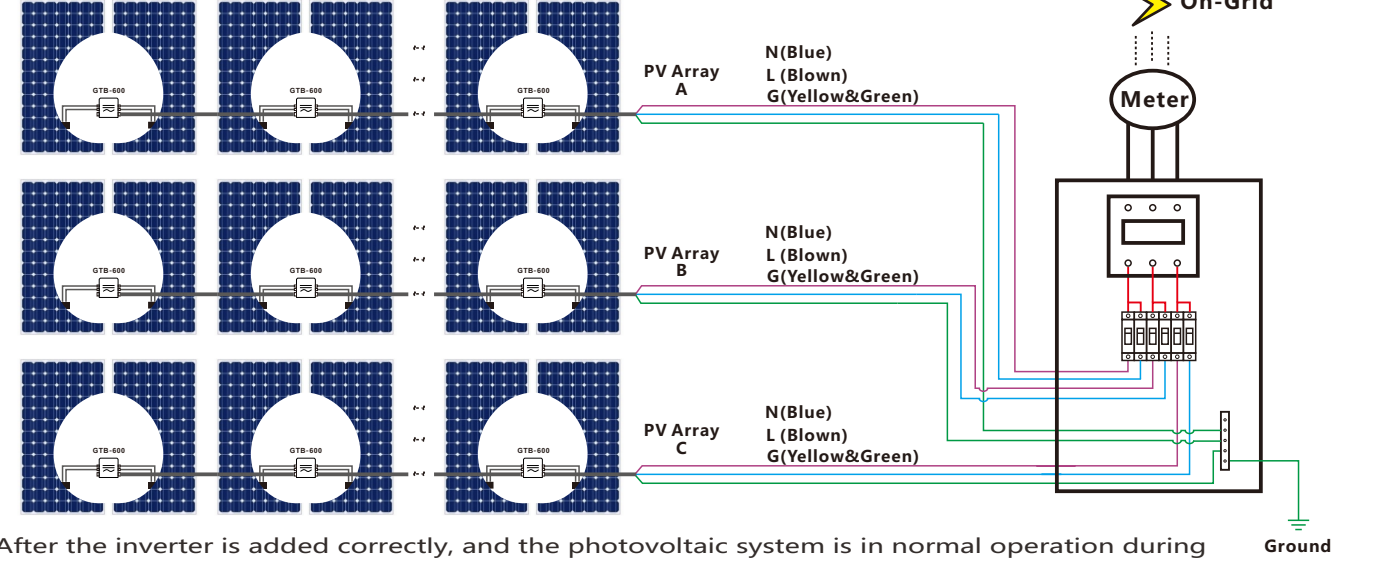 On-Grid
GTB-600
GTB-600
GTB-600
PV Array
A
N(Blue)
L (Blown)
G(Yellow&Green)
Meter
GTB-600
GTB-600
GTB-600
PV Array
B
N(Blue)
L (Blown)
G(Yellow&Green)
GTB-600
GTB-600
GTB-600
PV Array
C
N(Blue)
L (Blown)
G(Yellow&Green)
After the inverter is added correctly, and the photovoltaic system is in normal operation during
Ground